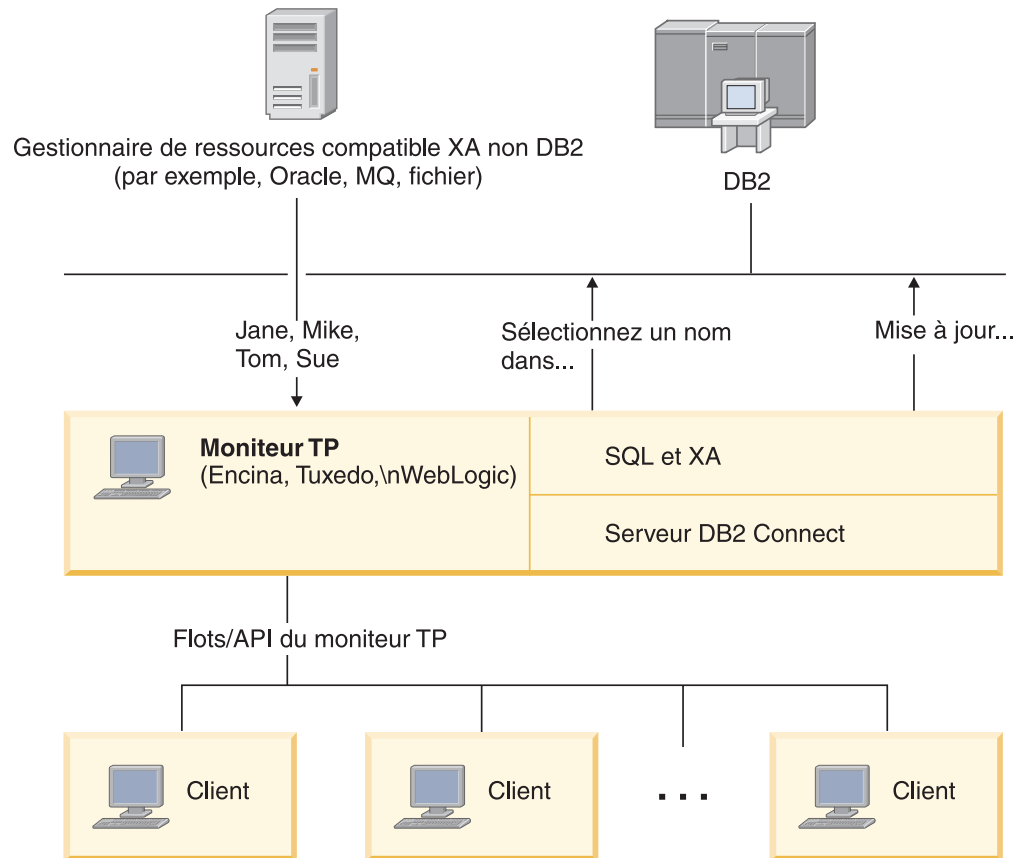 Gestionnaire de ressources compatible XA non DB2
(par exemple, Oracle, MQ, fichier)
DB2
Jane, Mike,
Tom, Sue
Sélectionnez un nom
dans...
Mise à jour...
Moniteur TP
(Encina, Tuxedo,\nWebLogic)
SQL et XA
Serveur DB2 Connect
Flots/API du moniteur TP
Client
Client
...
Client